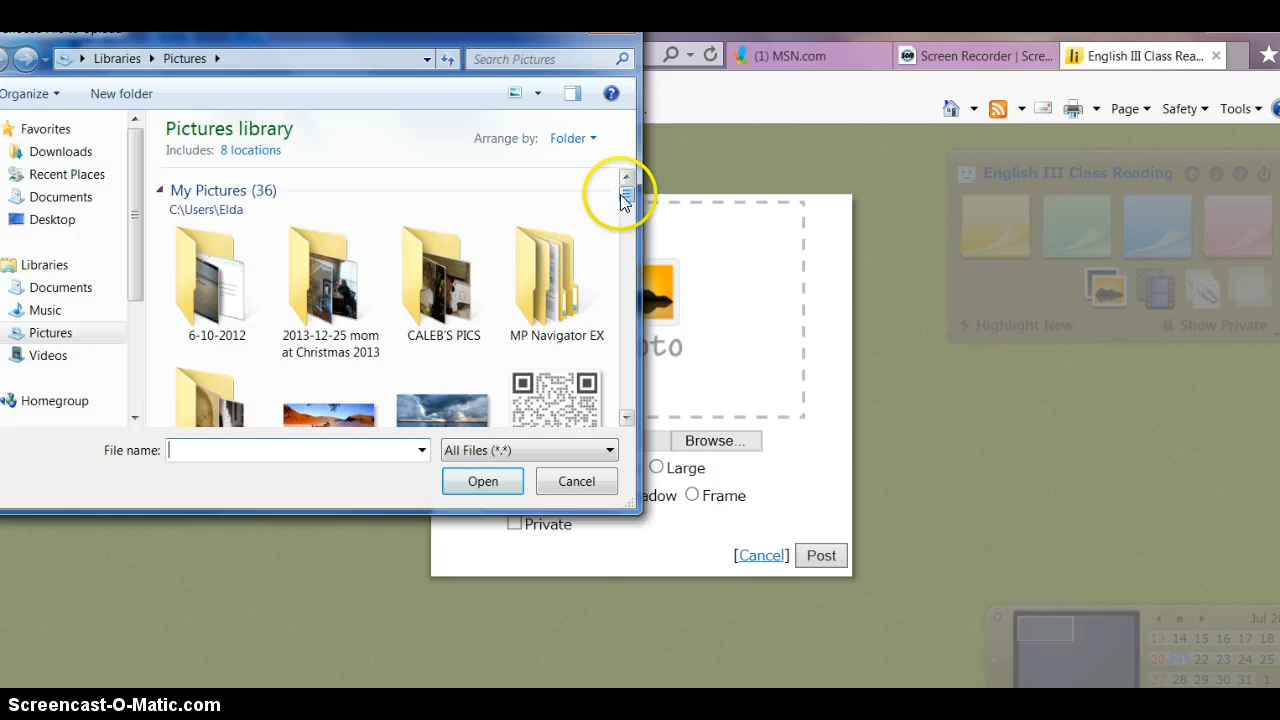 Libraries Pictures
Search Pictures
(1) MSN.com
Screen Recorder | Scre...
English III Class Reading...
Organize
New folder
Page
Safety
Tools
Pictures library
Includes: 8 locations
Arrange by: Folder
Favorites
Downloads
Recent Places
Documents
Desktop
Libraries
Documents
Music
Pictures
Videos
Homegroup
My Pictures (36)
C:\Users\Elda
6-10-2012
2013-12-25 mom
at Christmas 2013
CALEB'S PICS
MP Navigator EX
File name:
All Files (*.*)
Open
Cancel
English III Class Reading
Highlight New
Show Private
oto
Browse...
Large
adow
Frame
Private
[Cancel]
Post
Jul 20
13 14 15 16 17 18
20 21 22 23 24 25
27 28 29 30 31 1
Screencast-O-Matic.com